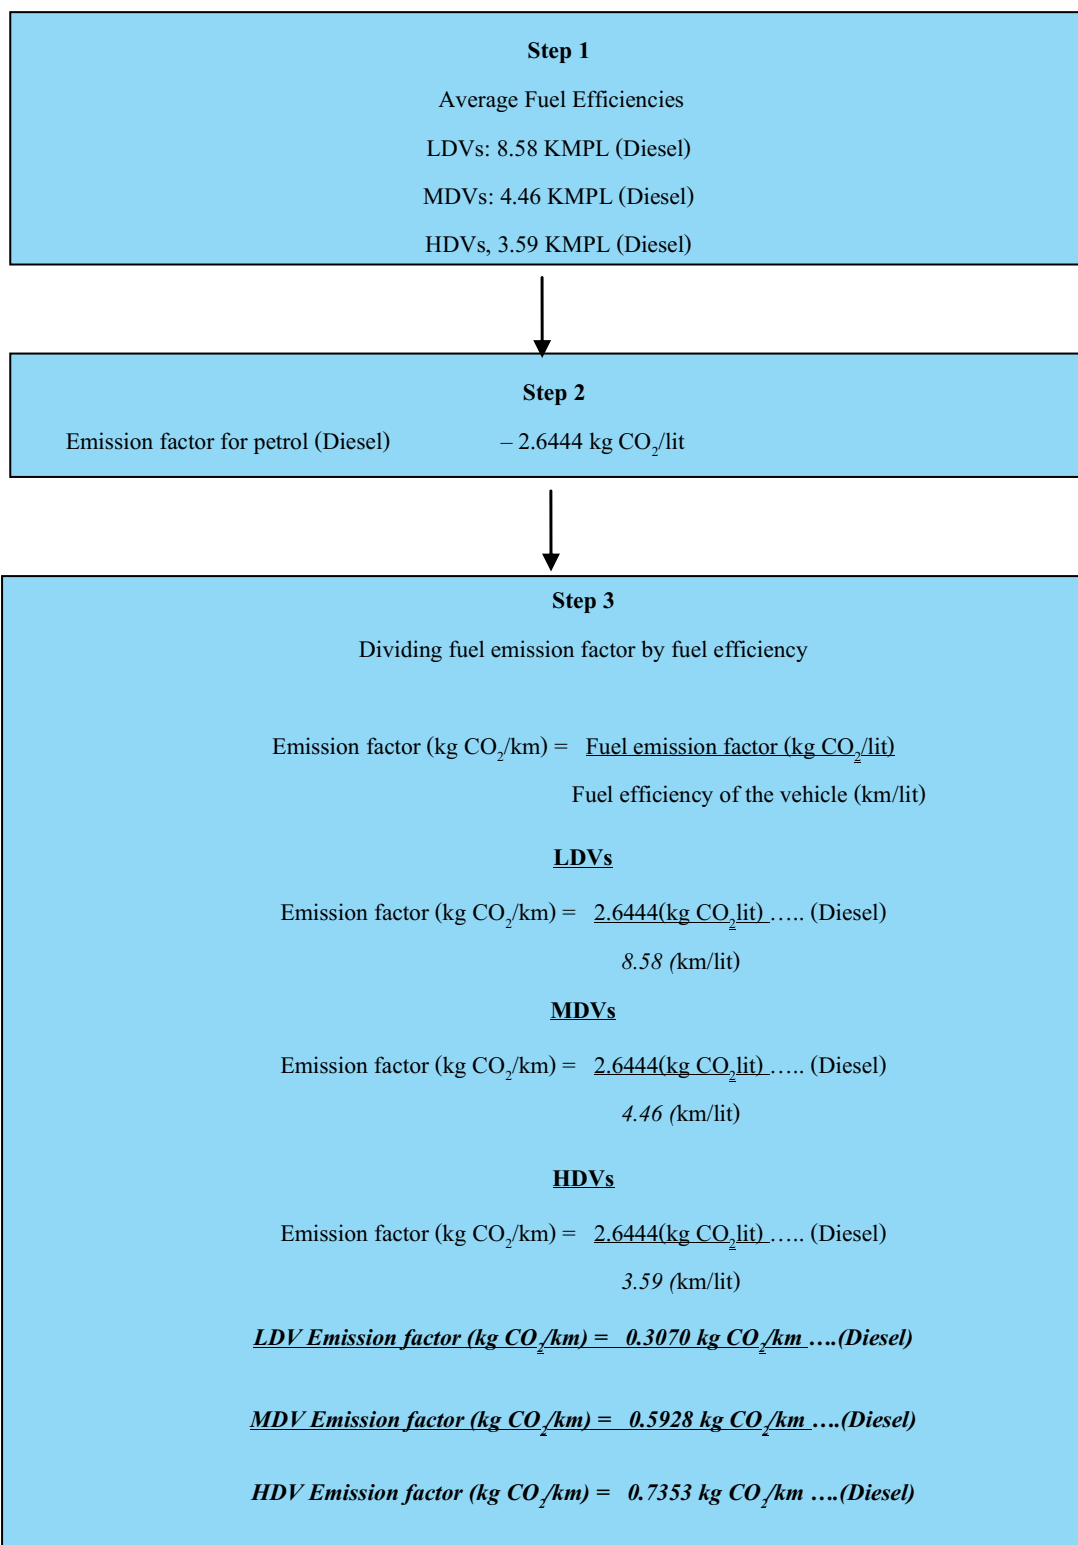 Step 1
Average Fuel Efficiencies
LDVs: 8.58 KMPL (Diesel)
MDVs: 4.46 KMPL (Diesel)
HDVs, 3.59 KMPL (Diesel)
Step 2
Emission factor for petrol (Diesel) – 2.6444 kg CO₂/lit
Step 3
Dividing fuel emission factor by fuel efficiency
Emission factor (kg CO₂/km) = Fuel emission factor (kg CO₂/lit)
Fuel efficiency of the vehicle (km/lit)
LDVs
Emission factor (kg CO₂/km) = 2.6444(kg CO₂lit) ….. (Diesel)
8.58 (km/lit)
MDVs
Emission factor (kg CO₂/km) = 2.6444(kg CO₂lit) ….. (Diesel)
4.46 (km/lit)
HDVs
Emission factor (kg CO₂/km) = 2.6444(kg CO₂lit) ….. (Diesel)
3.59 (km/lit)
LDV Emission factor (kg CO₂/km) = 0.3070 kg CO₂/km ….(Diesel)
MDV Emission factor (kg CO₂/km) = 0.5928 kg CO₂/km ….(Diesel)
HDV Emission factor (kg CO₂/km) = 0.7353 kg CO₂/km ….(Diesel)